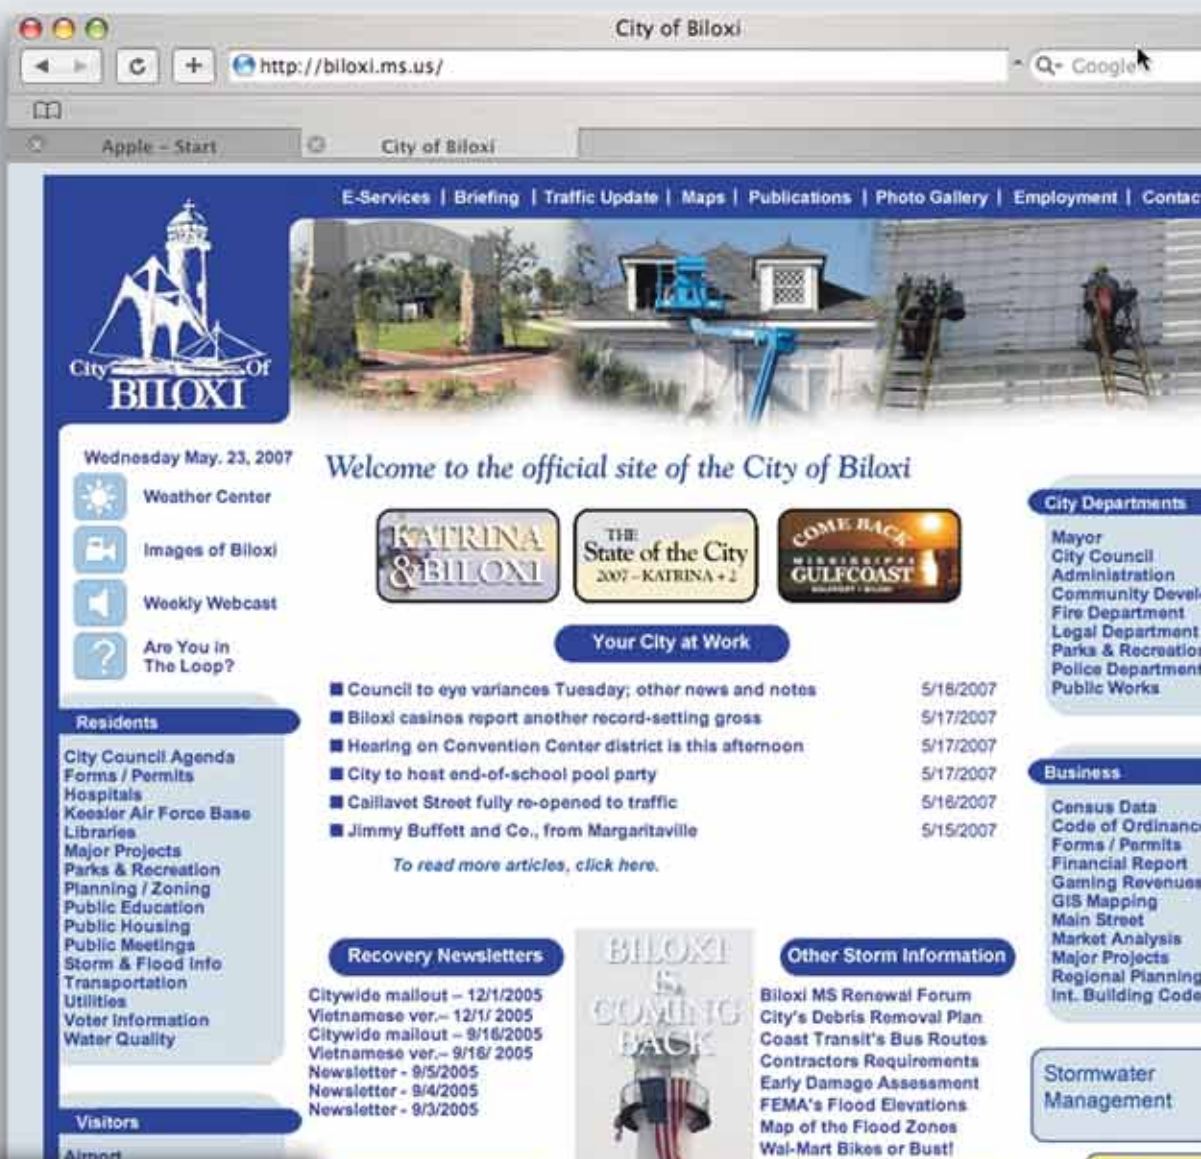 City of Biloxi
http://biloxi.ms.us/
Google
Apple – Start
City of Biloxi
E-Services | Briefing | Traffic Update | Maps | Publications | Photo Gallery | Employment | Contac
City Of
BILOXI
BILOXI
Wednesday May. 23, 2007
Weather Center
Images of Biloxi
Weekly Webcast
Are You in
The Loop?
Residents
City Council Agenda
Forms / Permits
Hospitals
Keesler Air Force Base
Libraries
Major Projects
Parks & Recreation
Planning / Zoning
Public Education
Public Housing
Public Meetings
Storm & Flood Info
Transportation
Utilities
Voter Information
Water Quality
Visitors
Airport
Welcome to the official site of the City of Biloxi
KATRINA
& BILOXI
THE
State of the City
2007 – KATRINA + 2
COME BACK
MISSISSIPPI
GULFCOAST
Your City at Work
Council to eye variances Tuesday; other news and notes 5/18/2007
Biloxi casinos report another record-setting gross 5/17/2007
Hearing on Convention Center district is this afternoon 5/17/2007
City to host end-of-school pool party 5/17/2007
Caillavet Street fully re-opened to traffic 5/16/2007
Jimmy Buffett and Co., from Margaritaville 5/15/2007
To read more articles, click here.
Recovery Newsletters
Citywide mailout – 12/1/2005
Vietnamese ver.– 12/1/ 2005
Citywide mailout – 9/16/2005
Vietnamese ver.– 9/16/ 2005
Newsletter - 9/5/2005
Newsletter - 9/4/2005
Newsletter - 9/3/2005
BILOXI
IS
COMING
BACK
Other Storm Information
Biloxi MS Renewal Forum
City's Debris Removal Plan
Coast Transit's Bus Routes
Contractors Requirements
Early Damage Assessment
FEMA's Flood Elevations
Map of the Flood Zones
Wal-Mart Bikes or Bust!
City Departments
Mayor
City Council
Administration
Community Devel
Fire Department
Legal Department
Parks & Recreation
Police Department
Public Works
Business
Census Data
Code of Ordinance
Forms / Permits
Financial Report
Gaming Revenues
GIS Mapping
Main Street
Market Analysis
Major Projects
Regional Planning
Int. Building Code
Stormwater
Management